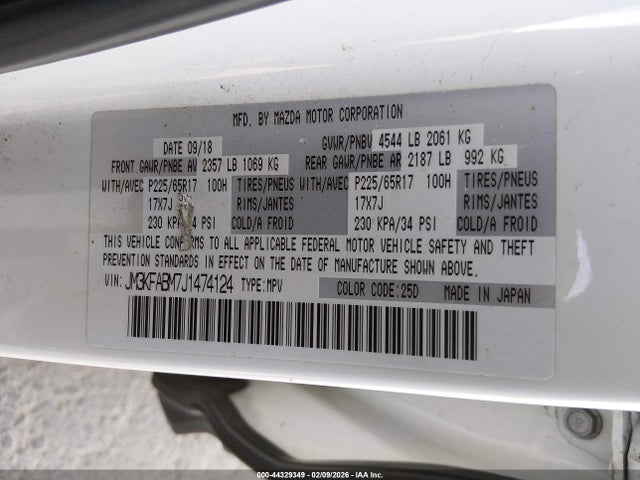 MFD. BY MAZDA MOTOR CORPORATION
DATE 09/18 GVWR/PNBV 4544 LB 2061 KG
FRONT GAWR/PNBE AV 2357 LB 1069 KG REAR GAWR/PNBE AR 2187 LB 992 KG
WITH/AVEC P225/65R17 100H TIRES/PNEUS WITH/AVEC P225/65R17 100H TIRES/PNEUS
17X7J RIMS/JANTES 17X7J RIMS/JANTES
230 KPA/34 PSI COLD/A FROID 230 KPA/34 PSI COLD/A FROID
THIS VEHICLE CONFORMS TO ALL APPLICABLE FEDERAL MOTOR VEHICLE SAFETY AND THEFT
PREVENTION STANDARDS IN EFFECT ON THE DATE OF MANUFACTURE SHOWN ABOVE.
VIN: JM3KFABM7J1474124 TYPE:MPV COLOR CODE:25D MADE IN JAPAN
000-44329349 - 02/09/2026 - IAA Inc.